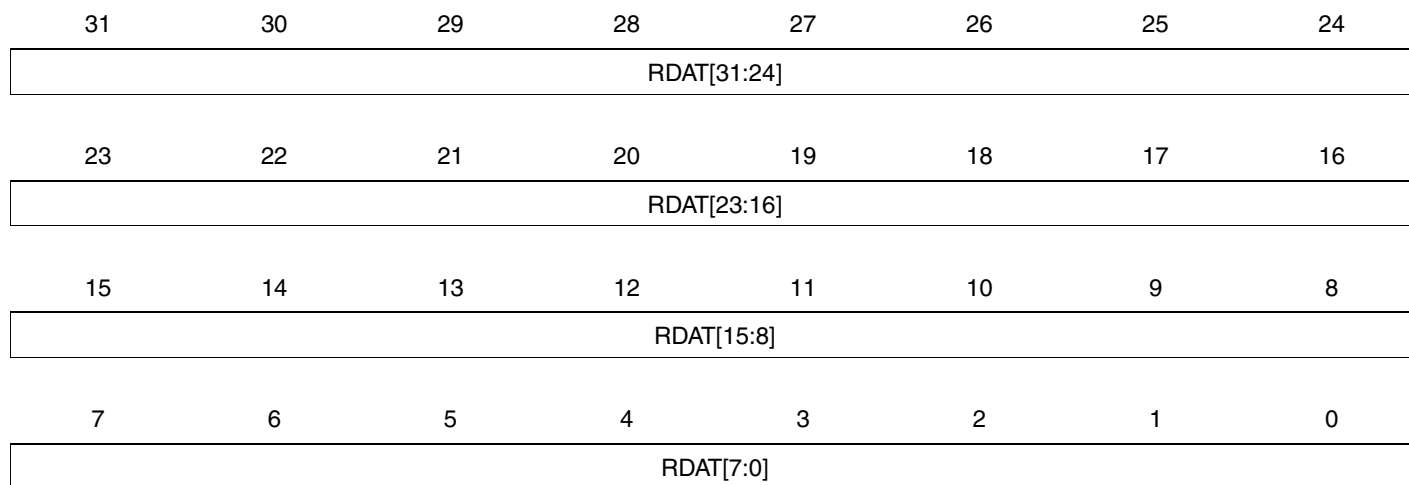 31 30 29 28 27 26 25 24
RDAT[31:24]
23 22 21 20 19 18 17 16
RDAT[23:16]
15 14 13 12 11 10 9 8
RDAT[15:8]
7 6 5 4 3 2 1 0
RDAT[7:0]